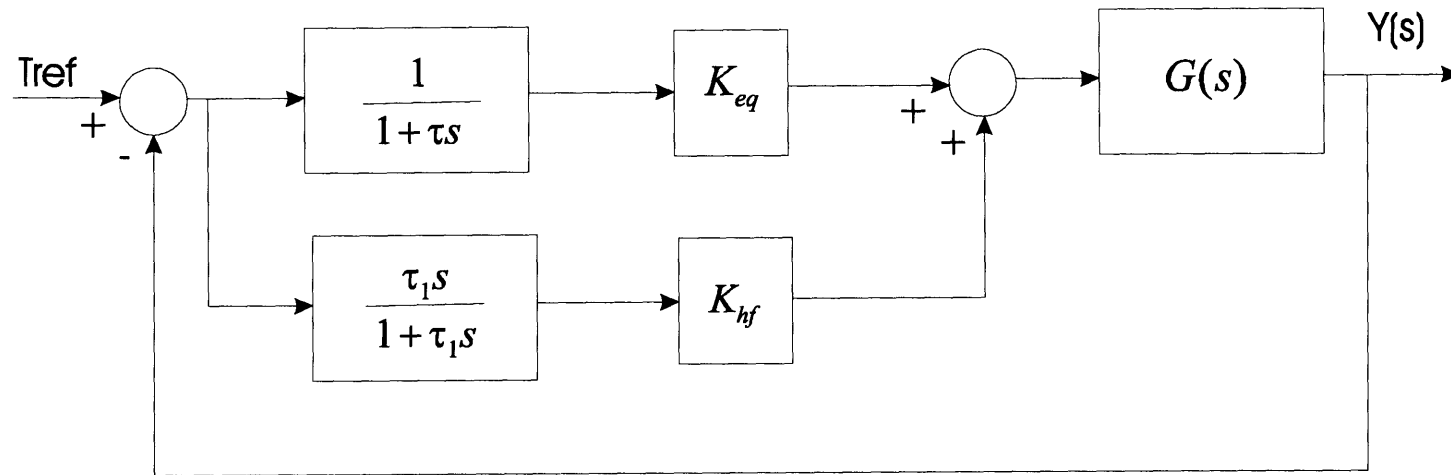 Tref
+
-
1
1 + τs
K_eq
+
+
G(s)
Y(s)
τ₁s
1 + τ₁s
K_hf